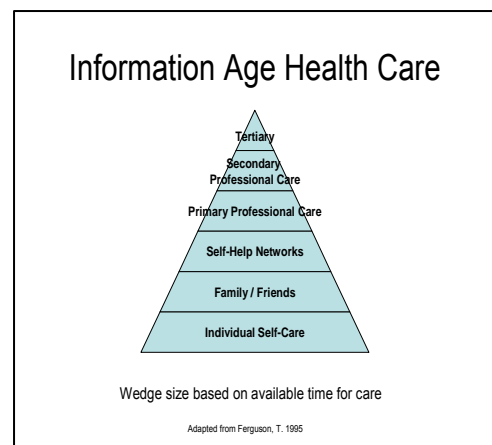 Information Age Health Care
Tertiary
Secondary
Professional Care
Primary Professional Care
Self-Help Networks
Family / Friends
Individual Self-Care
Wedge size based on available time for care
Adapted from Ferguson, T. 1995